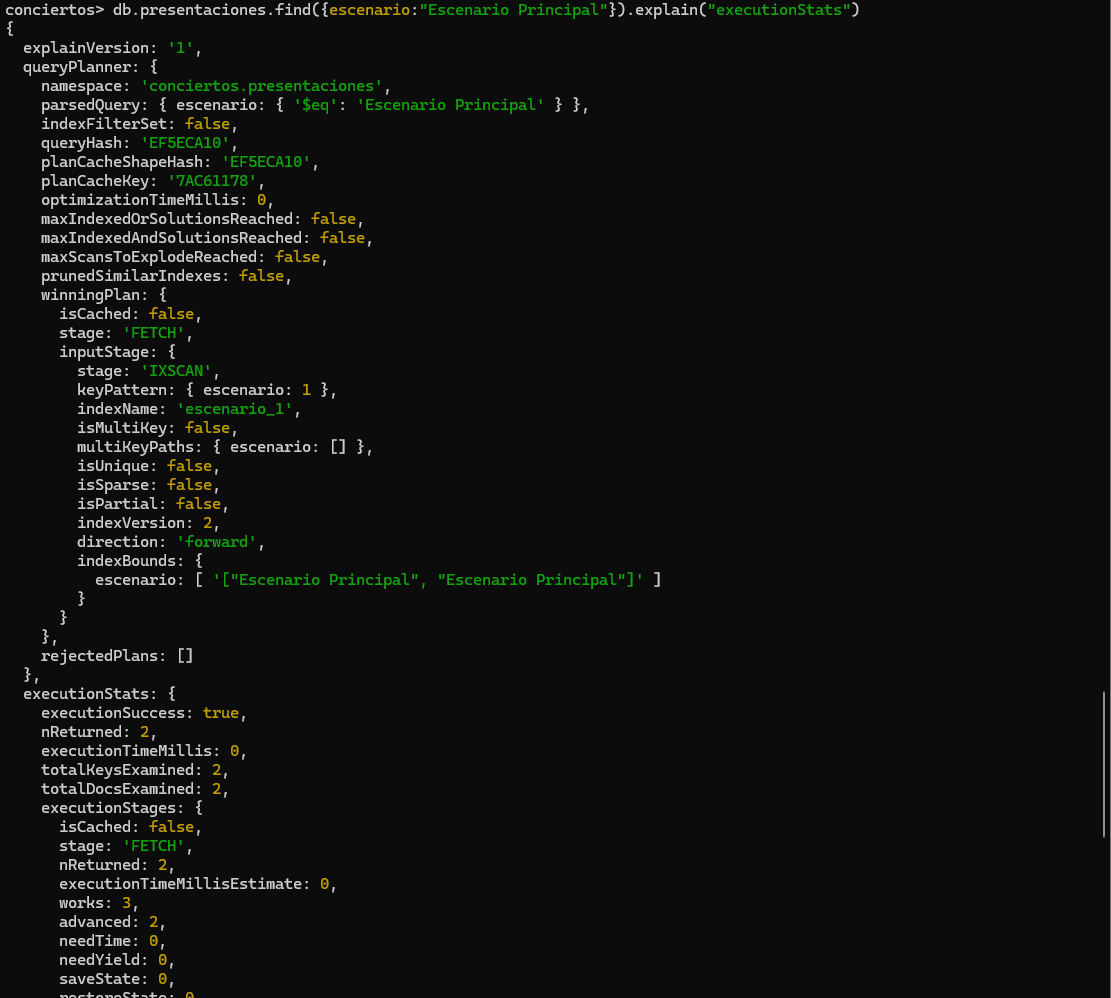 conciertos> db.presentaciones.find({escenario:"Escenario Principal"}).explain("executionStats")
{
  explainVersion: '1',
  queryPlanner: {
    namespace: 'conciertos.presentaciones',
    parsedQuery: { escenario: { '$eq': 'Escenario Principal' } },
    indexFilterSet: false,
    queryHash: 'EF5ECA10',
    planCacheShapeHash: 'EF5ECA10',
    planCacheKey: '7AC61178',
    optimizationTimeMillis: 0,
    maxIndexedOrSolutionsReached: false,
    maxIndexedAndSolutionsReached: false,
    maxScansToExplodeReached: false,
    prunedSimilarIndexes: false,
    winningPlan: {
      isCached: false,
      stage: 'FETCH',
      inputStage: {
        stage: 'IXSCAN',
        keyPattern: { escenario: 1 },
        indexName: 'escenario_1',
        isMultiKey: false,
        multiKeyPaths: { escenario: [] },
        isUnique: false,
        isSparse: false,
        isPartial: false,
        indexVersion: 2,
        direction: 'forward',
        indexBounds: {
          escenario: [ '["Escenario Principal", "Escenario Principal"]' ]
        }
      }
    },
    rejectedPlans: []
  },
  executionStats: {
    executionSuccess: true,
    nReturned: 2,
    executionTimeMillis: 0,
    totalKeysExamined: 2,
    totalDocsExamined: 2,
    executionStages: {
      isCached: false,
      stage: 'FETCH',
      nReturned: 2,
      executionTimeMillisEstimate: 0,
      works: 3,
      advanced: 2,
      needTime: 0,
      needYield: 0,
      saveState: 0,
      restoreState: 0